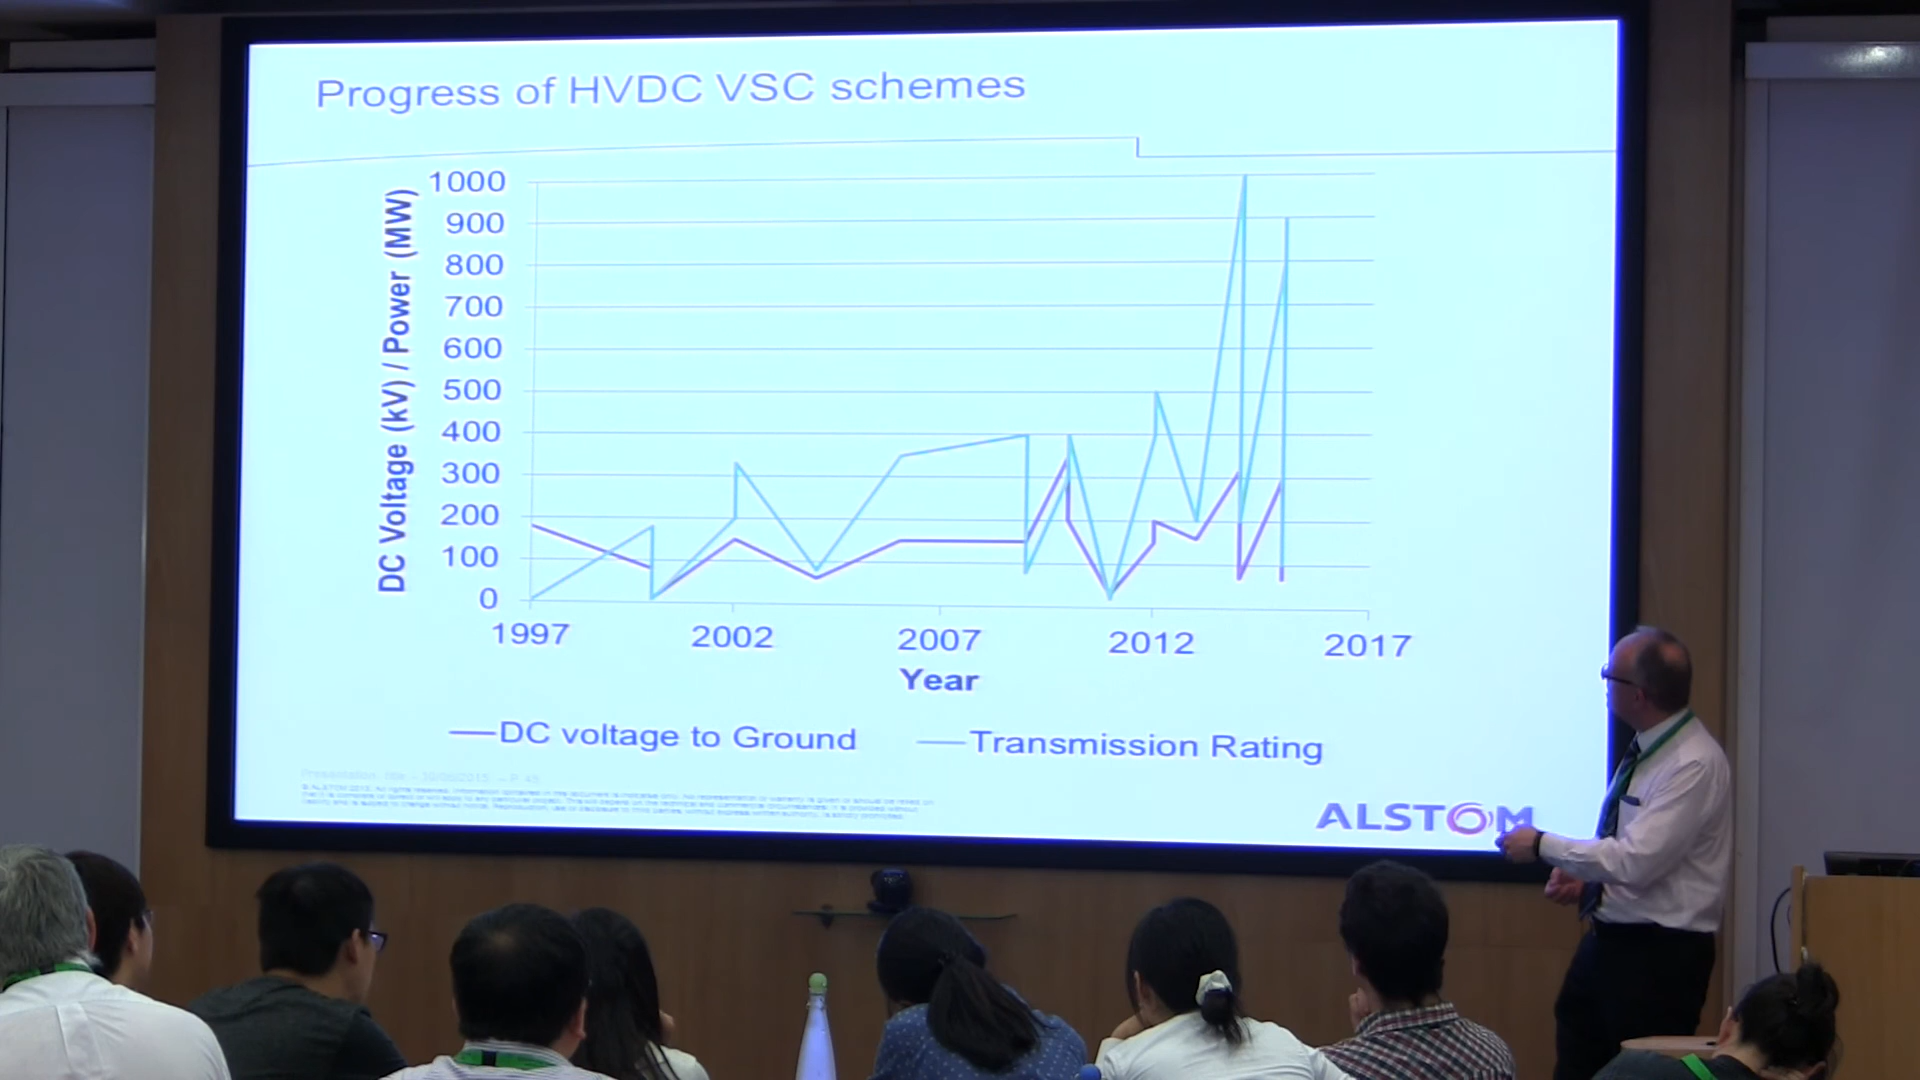 Progress of HVDC VSC schemes
DC Voltage (kV) / Power (MW)
1000
900
800
700
600
500
400
300
200
100
0
1997 2002 2007 2012 2017
Year
DC voltage to Ground Transmission Rating
ALSTOM